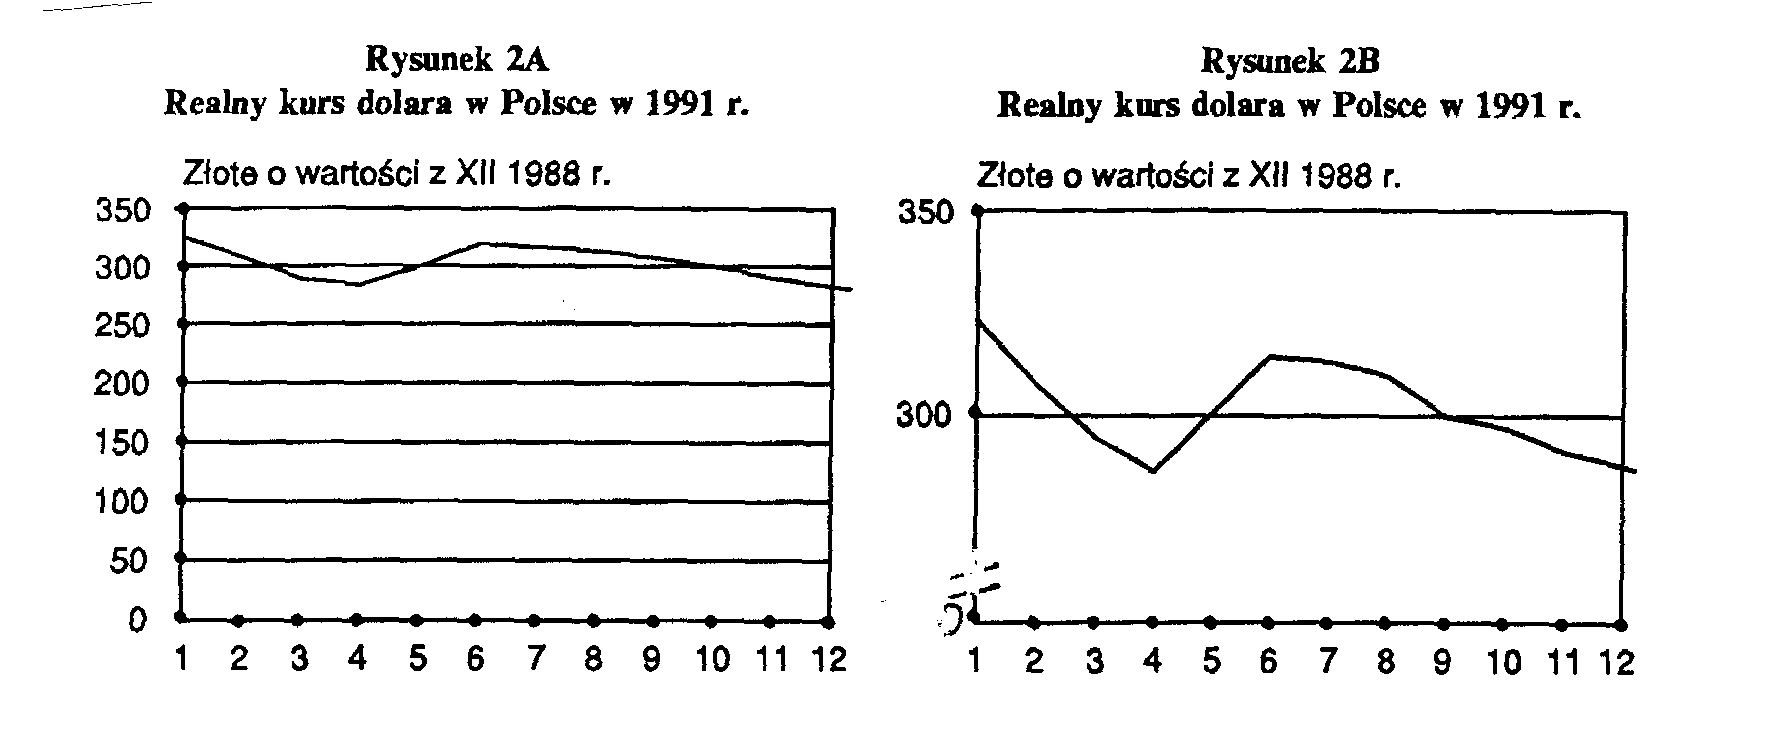 Rysunek 2A
Realny kurs dolara w Polsce w 1991 r.
Złote o wartości z XII 1988 r.
350
300
250
200
150
100
50
0
1 2 3 4 5 6 7 8 9 10 11 12
Rysunek 2B
Realny kurs dolara w Polsce w 1991 r.
Złote o wartości z XII 1988 r.
350
300
0
1 2 3 4 5 6 7 8 9 10 11 12